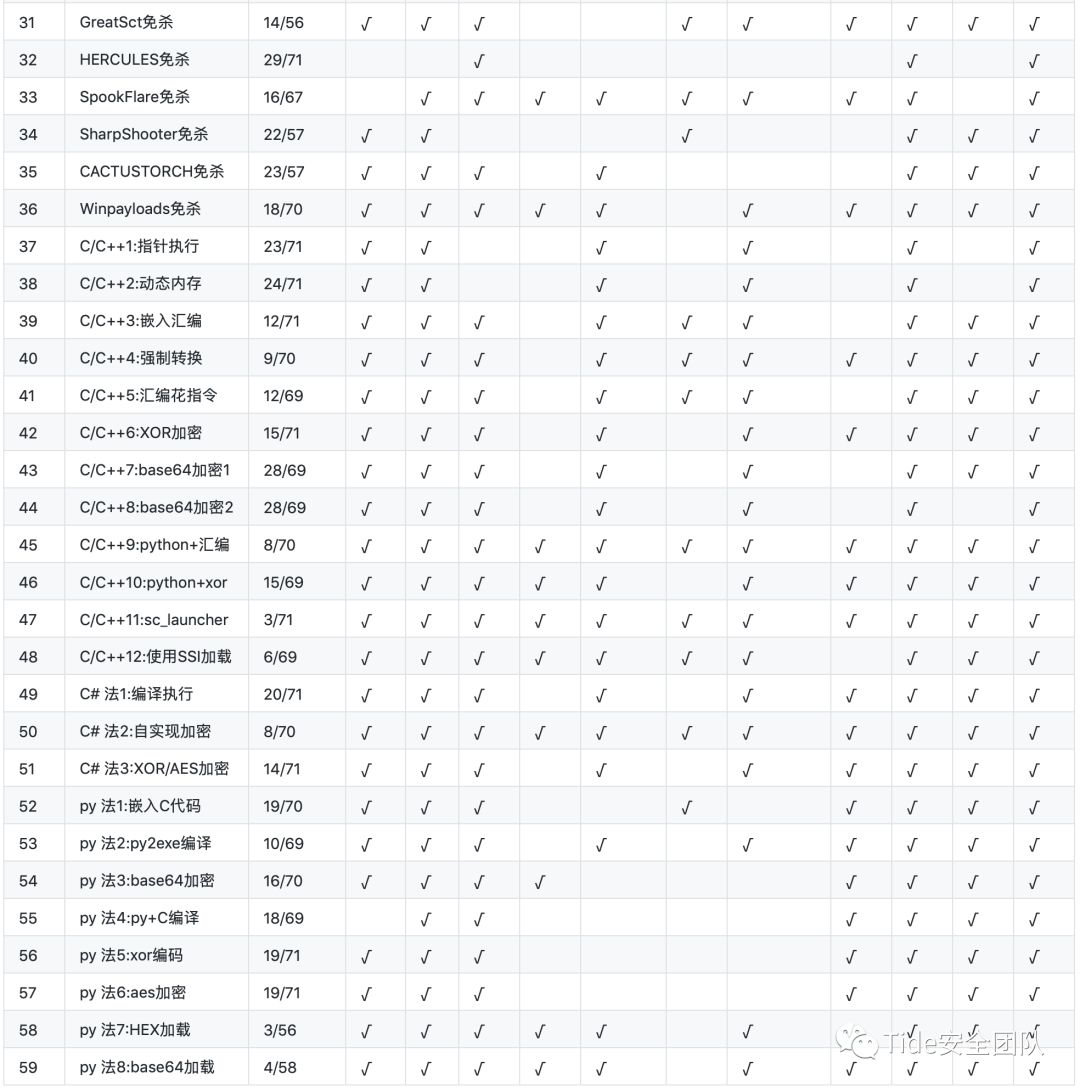 31 GreatSct免杀 14/56 √ √ √ √ √ √ √ √ √
32 HERCULES免杀 29/71 √ √ √
33 SpookFlare免杀 16/67 √ √ √ √ √ √ √ √ √
34 SharpShooter免杀 22/57 √ √ √ √ √ √
35 CACTUSTORCH免杀 23/57 √ √ √ √ √ √ √
36 Winpayloads免杀 18/70 √ √ √ √ √ √ √ √ √ √
37 C/C++1:指针执行 23/71 √ √ √ √ √ √
38 C/C++2:动态内存 24/71 √ √ √ √ √ √
39 C/C++3:嵌入汇编 12/71 √ √ √ √ √ √ √ √ √
40 C/C++4:强制转换 9/70 √ √ √ √ √ √ √ √ √ √
41 C/C++5:汇编花指令 12/69 √ √ √ √ √ √ √ √ √
42 C/C++6:XOR加密 15/71 √ √ √ √ √ √ √ √ √
43 C/C++7:base64加密1 28/69 √ √ √ √ √ √ √ √
44 C/C++8:base64加密2 28/69 √ √ √ √ √ √ √
45 C/C++9:python+汇编 8/70 √ √ √ √ √ √ √ √ √ √ √
46 C/C++10:python+xor 15/69 √ √ √ √ √ √ √ √ √ √
47 C/C++11:sc_launcher 3/71 √ √ √ √ √ √ √ √ √ √ √
48 C/C++12:使用SSI加载 6/69 √ √ √ √ √ √ √ √ √ √
49 C# 法1:编译执行 20/71 √ √ √ √ √ √ √ √ √
50 C# 法2:自实现加密 8/70 √ √ √ √ √ √ √ √ √ √ √
51 C# 法3:XOR/AES加密 14/71 √ √ √ √ √ √ √ √ √
52 py 法1:嵌入C代码 19/70 √ √ √ √ √ √ √ √
53 py 法2:py2exe编译 10/69 √ √ √ √ √ √ √ √ √
54 py 法3:base64加密 16/70 √ √ √ √ √ √ √ √
55 py 法4:py+C编译 18/69 √ √ √ √ √ √
56 py 法5:xor编码 19/71 √ √ √ √ √ √ √
57 py 法6:aes加密 19/71 √ √ √ √ √ √ √
58 py 法7:HEX加载 3/56 √ √ √ √ √ √ √ √ √ √
Tide安全团队
59 py 法8:base64加载 4/58 √ √ √ √ √ √ √ √ √ √